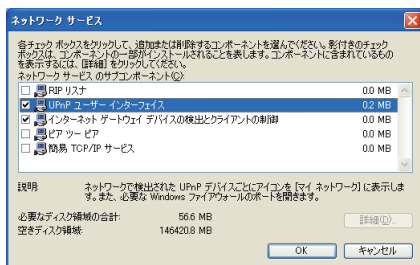 ネットワーク サービス
各チェック ボックスをクリックして、追加または削除するコンポーネントを選んでください。影付きのチェック
ボックスは、コンポーネントの一部がインストールされることを表します。コンポーネントに含まれているもの
を表示するには、[詳細] をクリックしてください。
ネットワーク サービスのサブコンポーネント(C):
RIP リスナ 0.0 MB
UPnP ユーザー インターフェイス 0.2 MB
インターネット ゲートウェイ デバイスの検出とクライアントの制御 0.0 MB
ピア ツー ピア 0.0 MB
簡易 TCP/IP サービス 0.0 MB
説明: ネットワークで検出された UPnP デバイスごとにアイコンを [マイ ネットワーク] に表示しま
す。また、必要な Windows ファイアウォールのポートを開きます。
必要なディスク領域の合計: 56.6 MB
空きディスク領域: 146420.8 MB
詳細(D)...
OK キャンセル